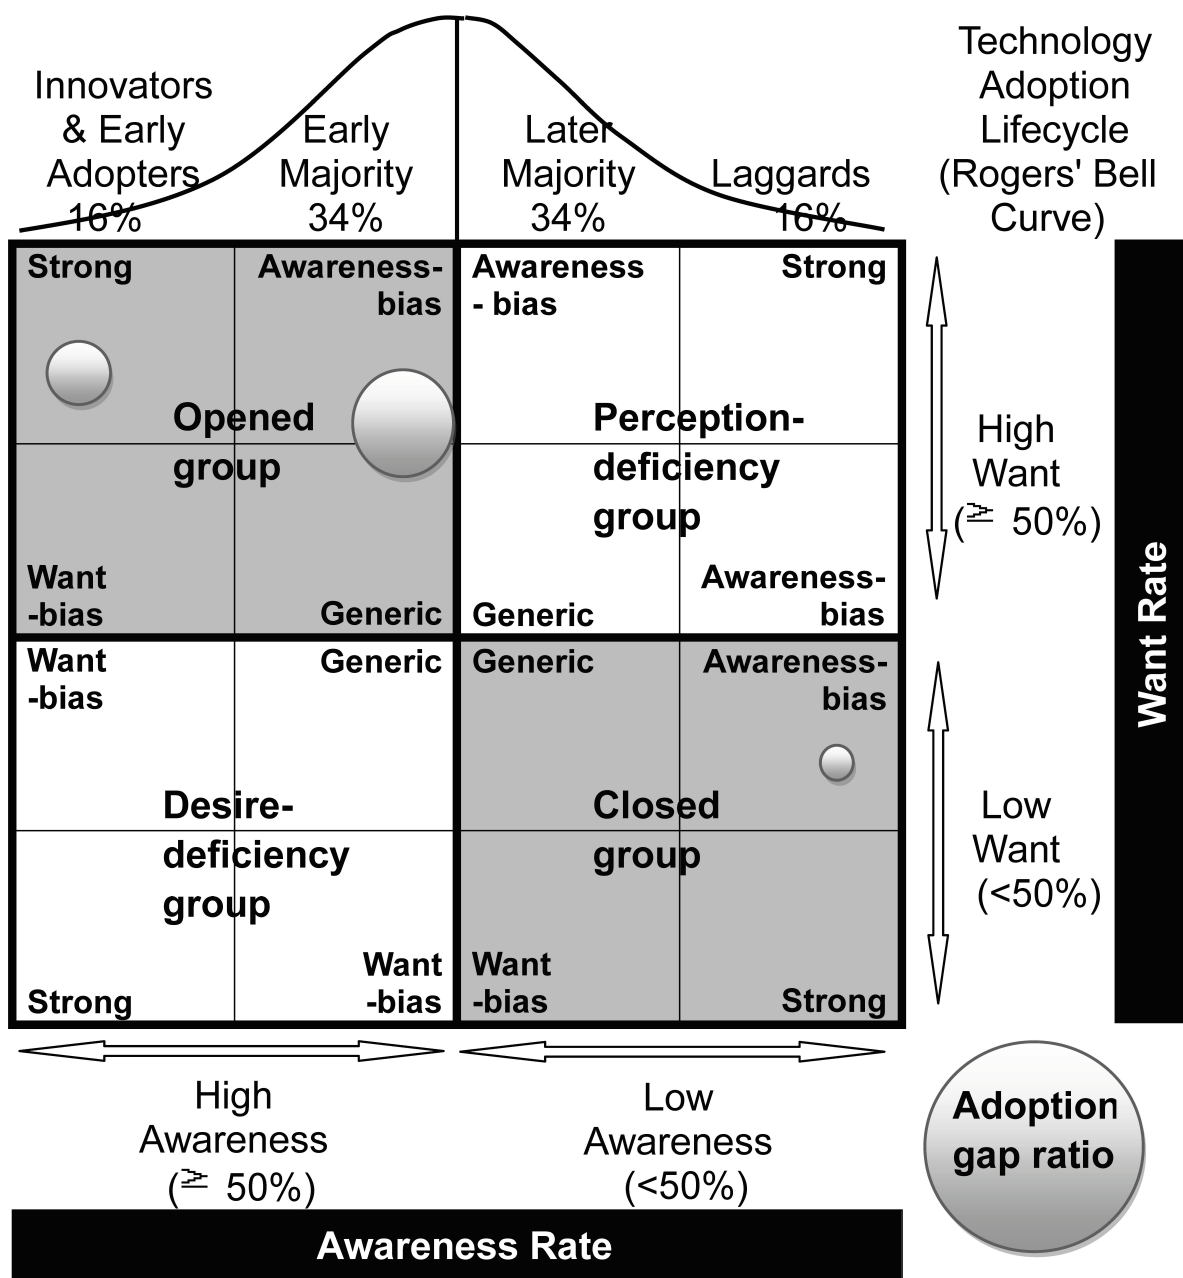 Innovators
& Early
Adopters
16%
Early
Majority
34%
Later
Majority
34%
Laggards
16%
Technology
Adoption
Lifecycle
(Rogers' Bell
Curve)
Strong
Awareness-
bias
Awareness
- bias
Strong
Opened
group
Perception-
deficiency
group
Want
-bias
Generic
Generic
Awareness-
bias
High
Want
(≥ 50%)
Want
-bias
Generic
Generic
Awareness-
bias
Desire-
deficiency
group
Closed
group
Strong
Want
-bias
Want
-bias
Strong
Low
Want
(<50%)
Want Rate
High
Awareness
(≥ 50%)
Low
Awareness
(<50%)
Adoption
gap ratio
Awareness Rate